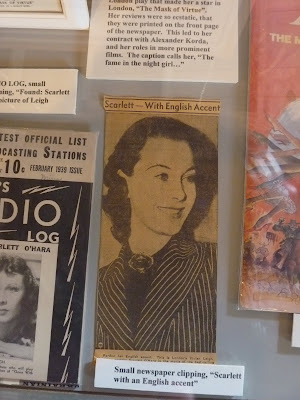 London play that made her a star in
London, "The Mask of Virtue".
Her reviews were so ecstatic, that
they were printed on the front page
of the newspaper. This led to her
contract with Alexander Korda,
and her roles in more prominent
films. The caption calls her, "The
fame in the night girl…"
IO LOG, small
"Found: Scarlett
picture of Leigh
TEST OFFICIAL LIST
CASTING STATIONS
10c FEBRUARY 1939 ISSUE
'S
DIO
LOG
RLETT O'HARA
Scarlett — With English Accent
Small newspaper clipping, "Scarlett
with an English accent"
THE M